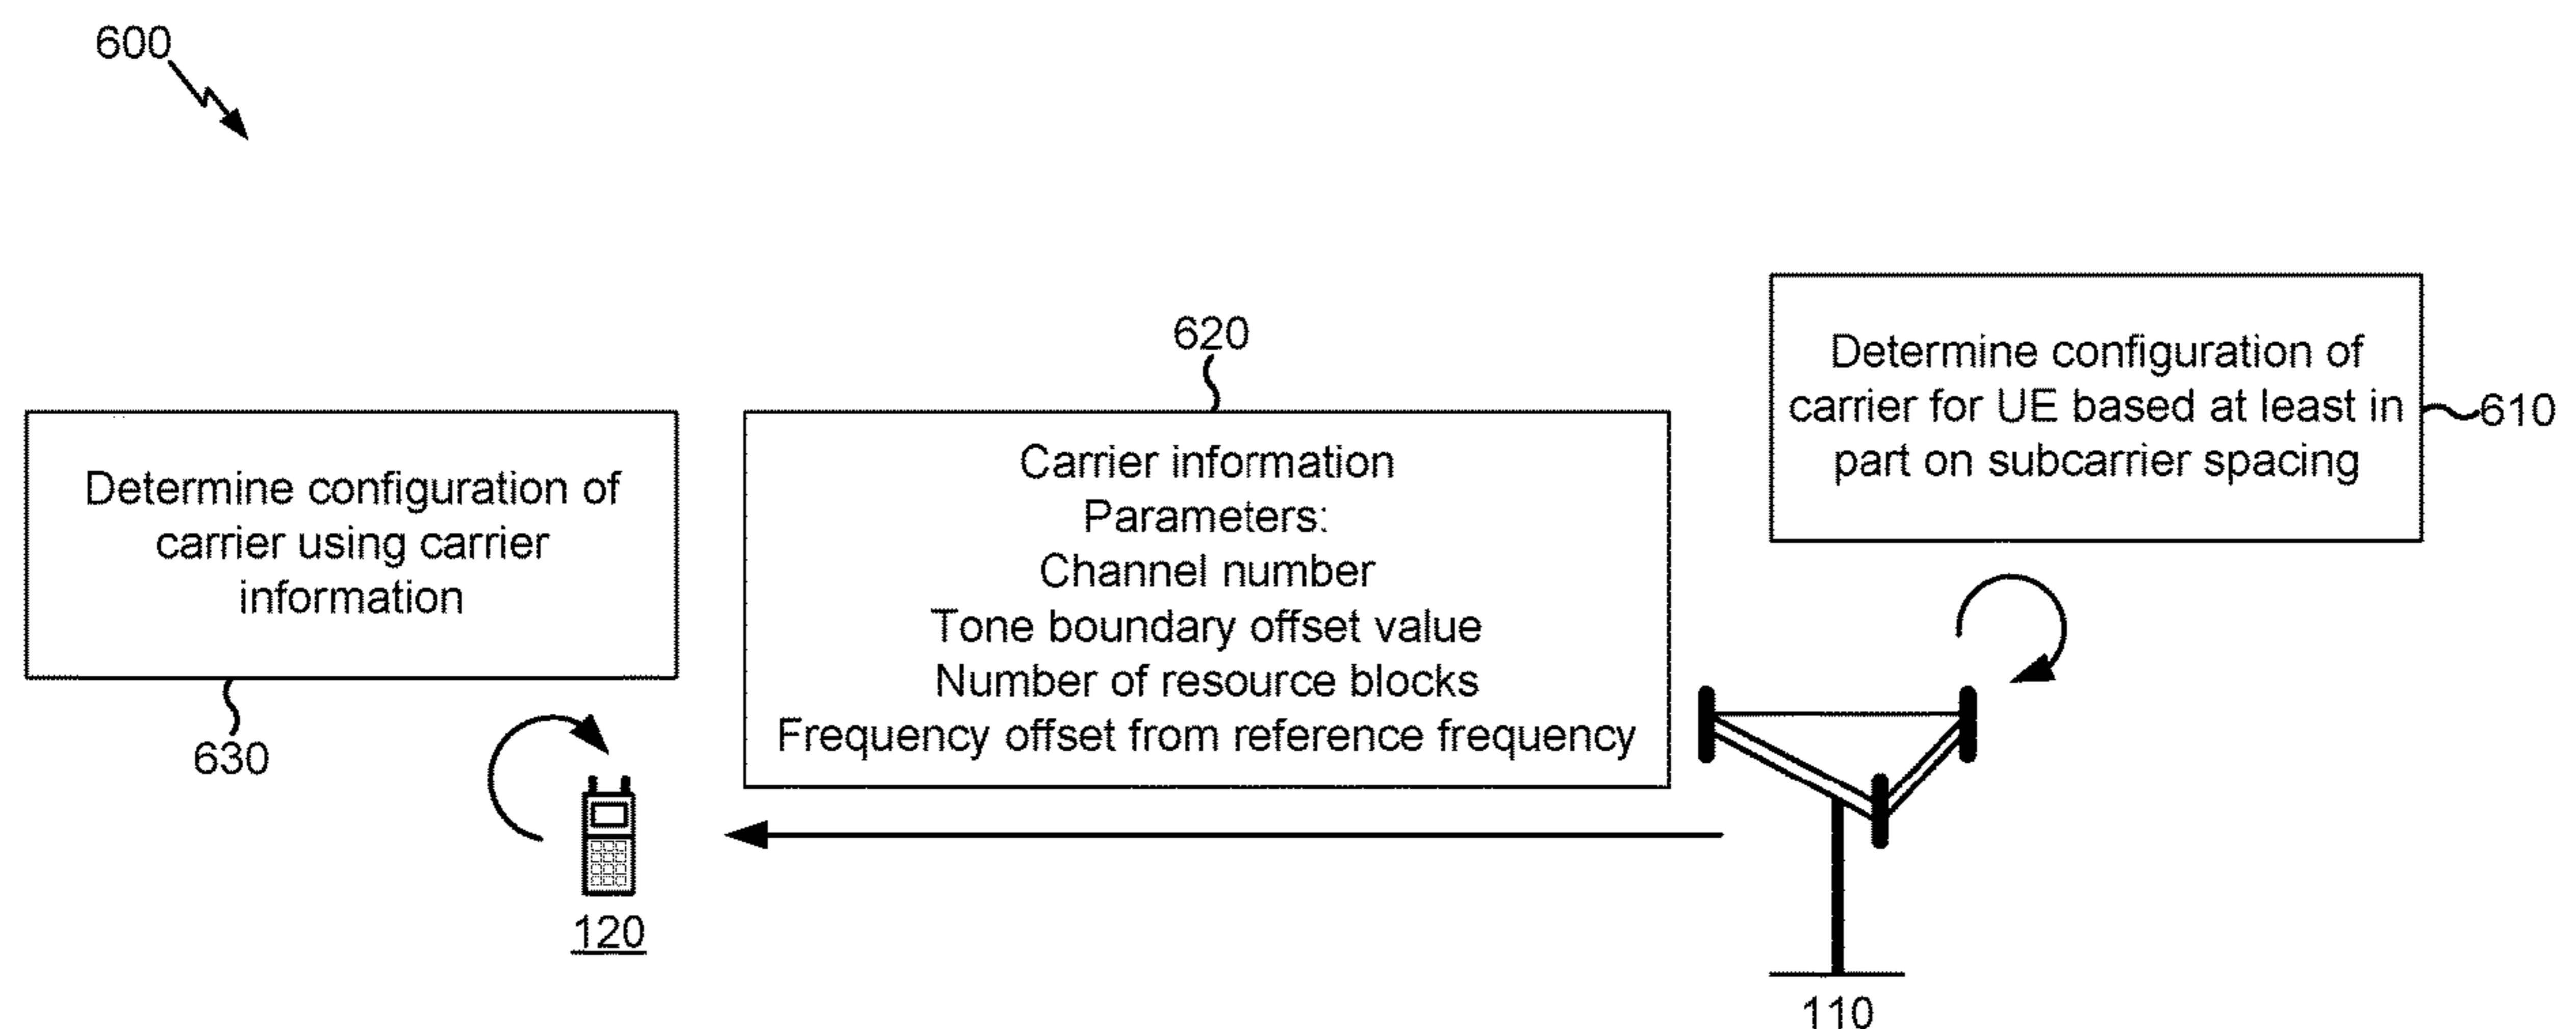 600
620
Determine configuration of
carrier for UE based at least in
part on subcarrier spacing
610
Determine configuration of
carrier using carrier
information
630
Carrier information
Parameters:
Channel number
Tone boundary offset value
Number of resource blocks
Frequency offset from reference frequency
120
110